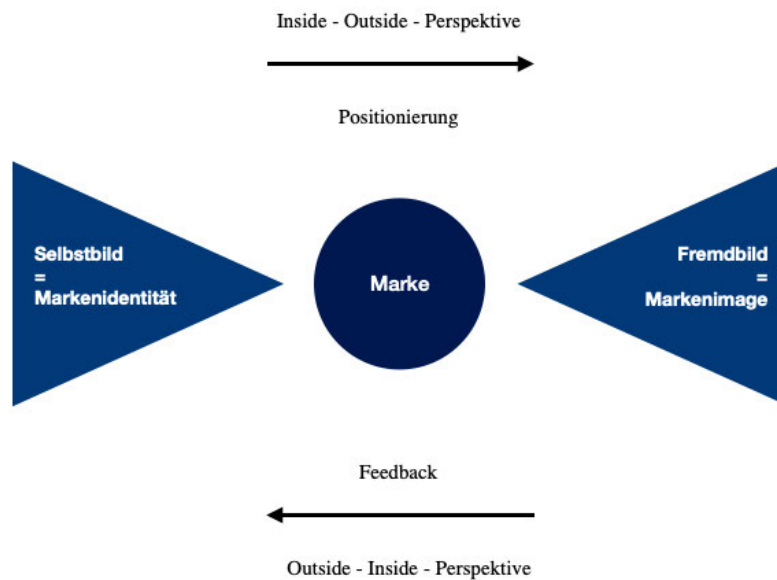 Inside - Outside - Perspektive
Positionierung
Selbstbild
=
Markenidentität
Marke
Fremdbild
=
Markenimage
Feedback
Outside - Inside - Perspektive